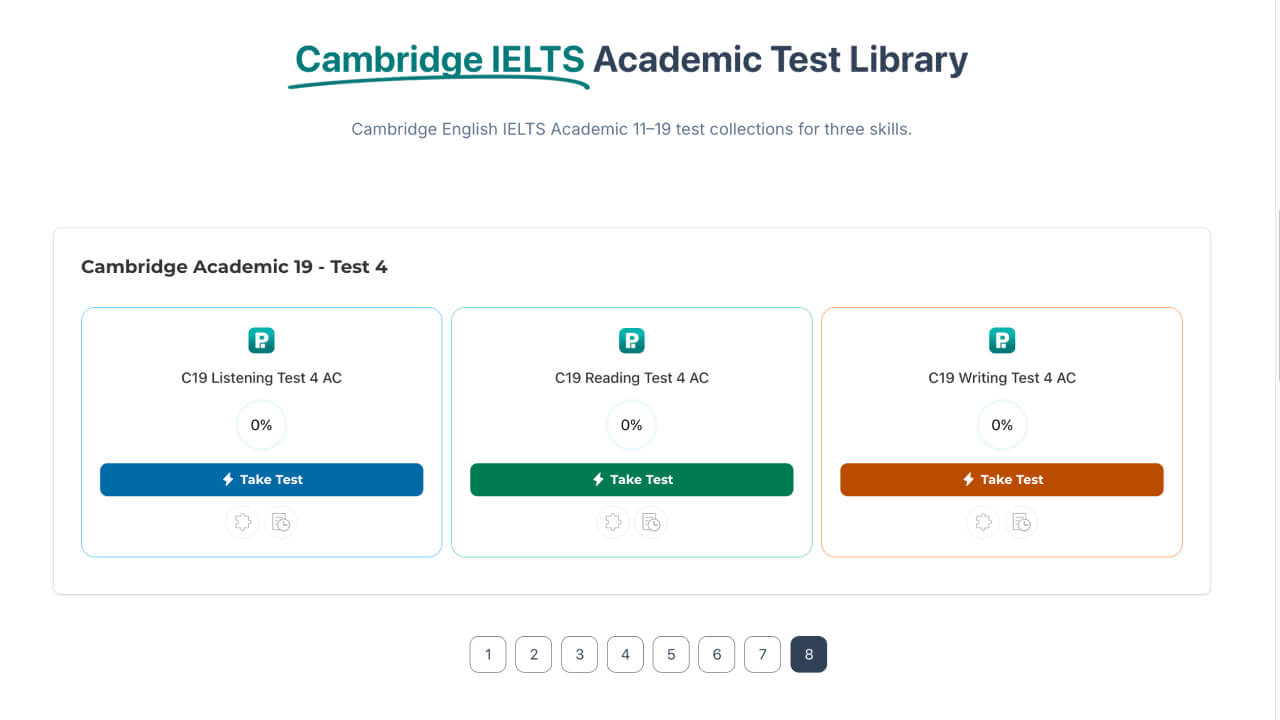 Cambridge IELTS Academic Test Library
Cambridge English IELTS Academic 11–19 test collections for three skills.
Cambridge Academic 19 - Test 4
C19 Listening Test 4 AC
0%
Take Test
C19 Reading Test 4 AC
0%
Take Test
C19 Writing Test 4 AC
0%
Take Test
1 2 3 4 5 6 7 8